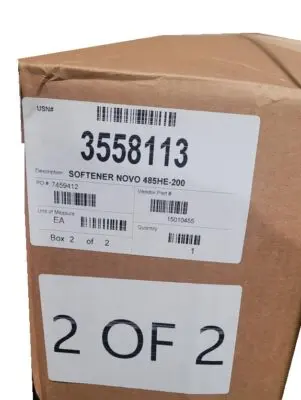 USN#
3558113
Description: SOFTENER NOVO 485HE-200
PO #: 7459412
Vendor Part #
15010455
Unit of Measure
EA
Quantity
1
Box 2 of 2
2 OF 2